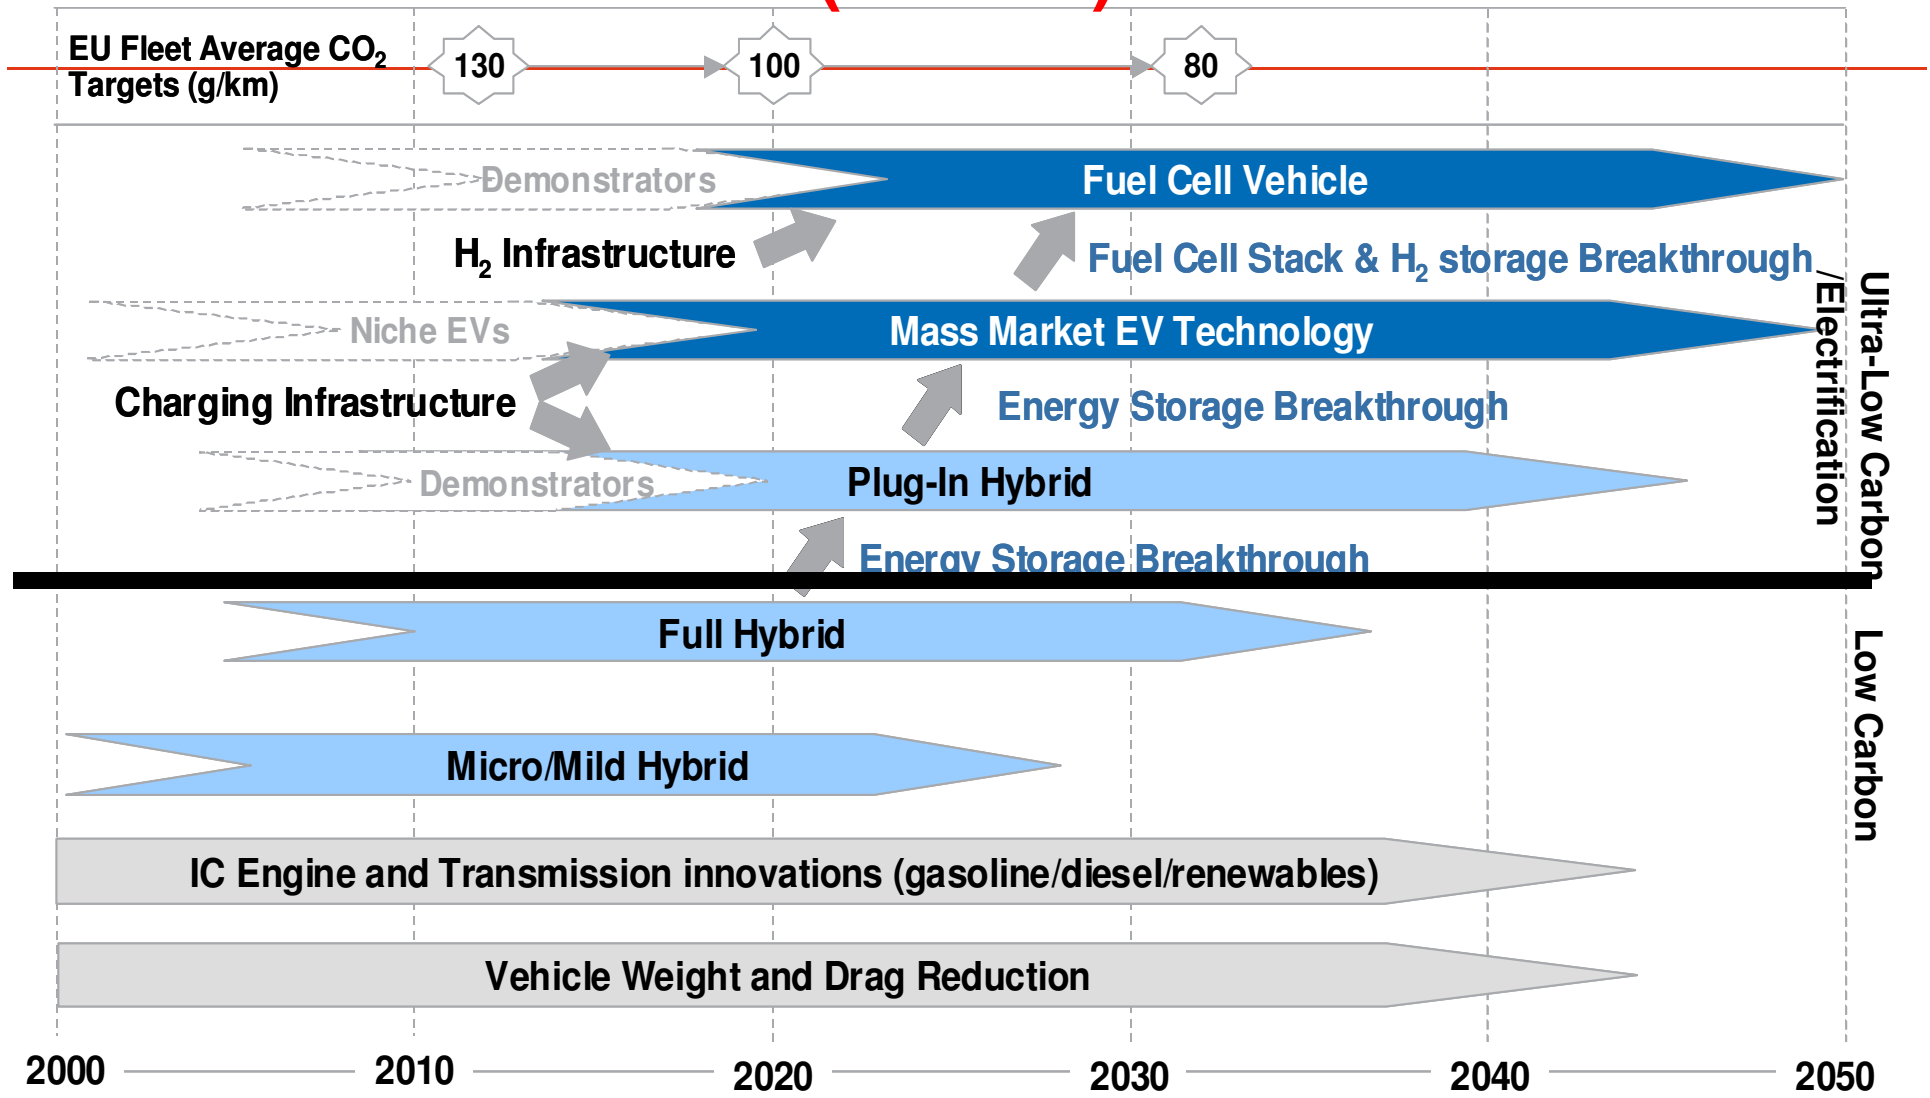 EU Fleet Average CO₂
Targets (g/km)
130
100
80
Demonstrators
Fuel Cell Vehicle
H₂ Infrastructure
Fuel Cell Stack & H₂ storage Breakthrough
Niche EVs
Mass Market EV Technology
Charging Infrastructure
Energy Storage Breakthrough
Demonstrators
Plug-In Hybrid
Energy Storage Breakthrough
Ultra-Low Carbon
/Electrification
Full Hybrid
Low Carbon
Micro/Mild Hybrid
IC Engine and Transmission innovations (gasoline/diesel/renewables)
Vehicle Weight and Drag Reduction
2000
2010
2020
2030
2040
2050